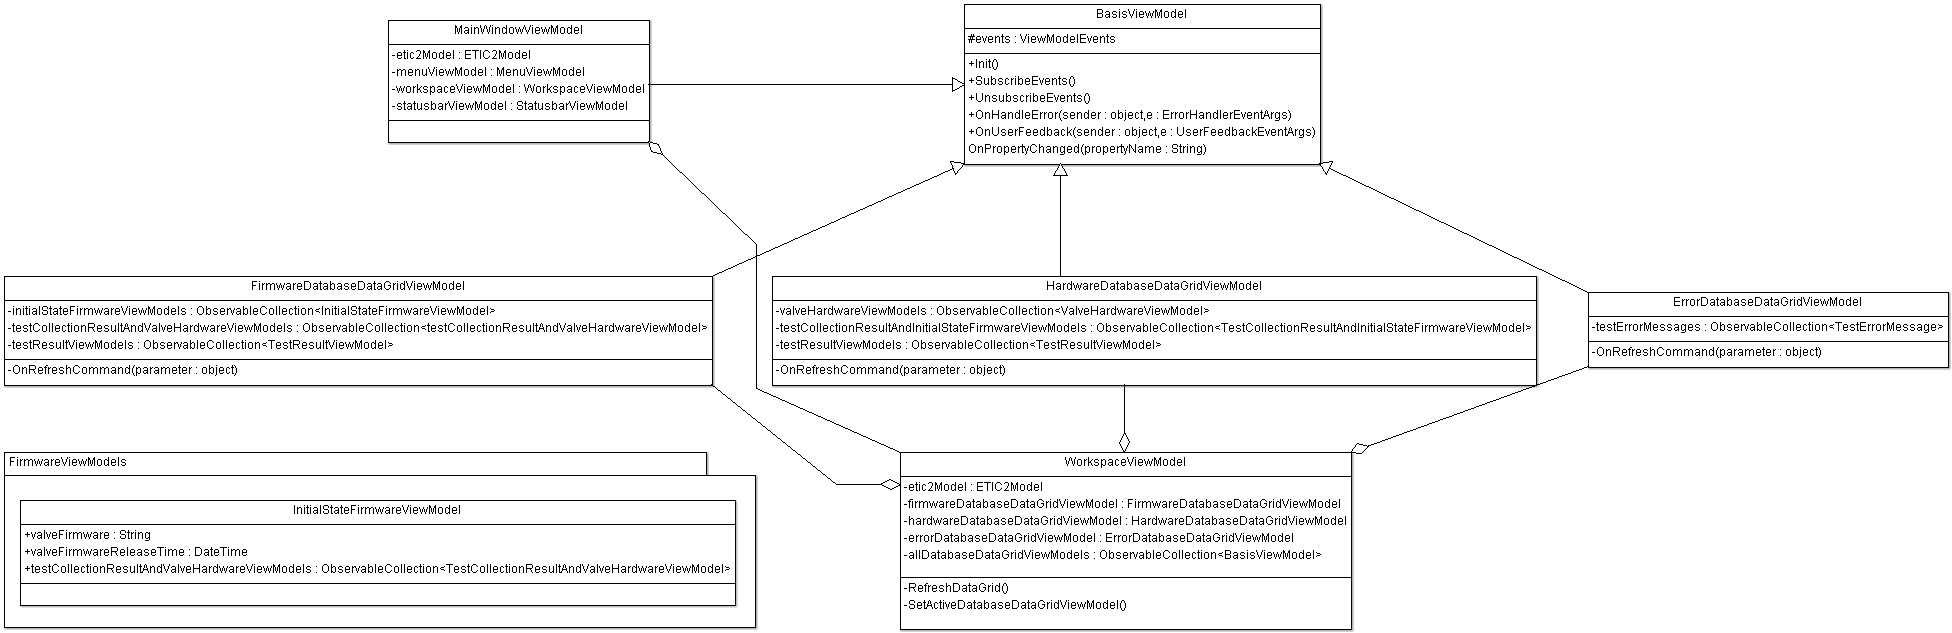 MainWindowViewModel
-etic2Model : ETIC2Model
-menuViewModel : MenuViewModel
-workspaceViewModel : WorkspaceViewModel
-statusbarViewModel : StatusbarViewModel
BasisViewModel
#events : ViewModelEvents
+Init()
+SubscribeEvents()
+UnsubscribeEvents()
+OnHandleError(sender : object,e : ErrorHandlerEventArgs)
+OnUserFeedback(sender : object,e : UserFeedbackEventArgs)
OnPropertyChanged(propertyName : String)
FirmwareDatabaseDataGridViewModel
-initialStateFirmwareViewModels : ObservableCollection<InitialStateFirmwareViewModel>
-testCollectionResultAndValveHardwareViewModels : ObservableCollection<testCollectionResultAndValveHardwareViewModel>
-testResultViewModels : ObservableCollection<TestResultViewModel>
-OnRefreshCommand(parameter : object)
HardwareDatabaseDataGridViewModel
-valveHardwareViewModels : ObservableCollection<ValveHardwareViewModel>
-testCollectionResultAndInitialStateFirmwareViewModels : ObservableCollection<TestCollectionResultAndInitialStateFirmwareViewModel>
-testResultViewModels : ObservableCollection<TestResultViewModel>
-OnRefreshCommand(parameter : object)
ErrorDatabaseDataGridViewModel
-testErrorMessages : ObservableCollection<TestErrorMessage>
-OnRefreshCommand(parameter : object)
FirmwareViewModels
InitialStateFirmwareViewModel
+valveFirmware : String
+valveFirmwareReleaseTime : DateTime
+testCollectionResultAndValveHardwareViewModels : ObservableCollection<TestCollectionResultAndValveHardwareViewModel>
WorkspaceViewModel
-etic2Model : ETIC2Model
-firmwareDatabaseDataGridViewModel : FirmwareDatabaseDataGridViewModel
-hardwareDatabaseDataGridViewModel : HardwareDatabaseDataGridViewModel
-errorDatabaseDataGridViewModel : ErrorDatabaseDataGridViewModel
-allDatabaseDataGridViewModels : ObservableCollection<BasisViewModel>
-RefreshDataGrid()
-SetActiveDatabaseDataGridViewModel()